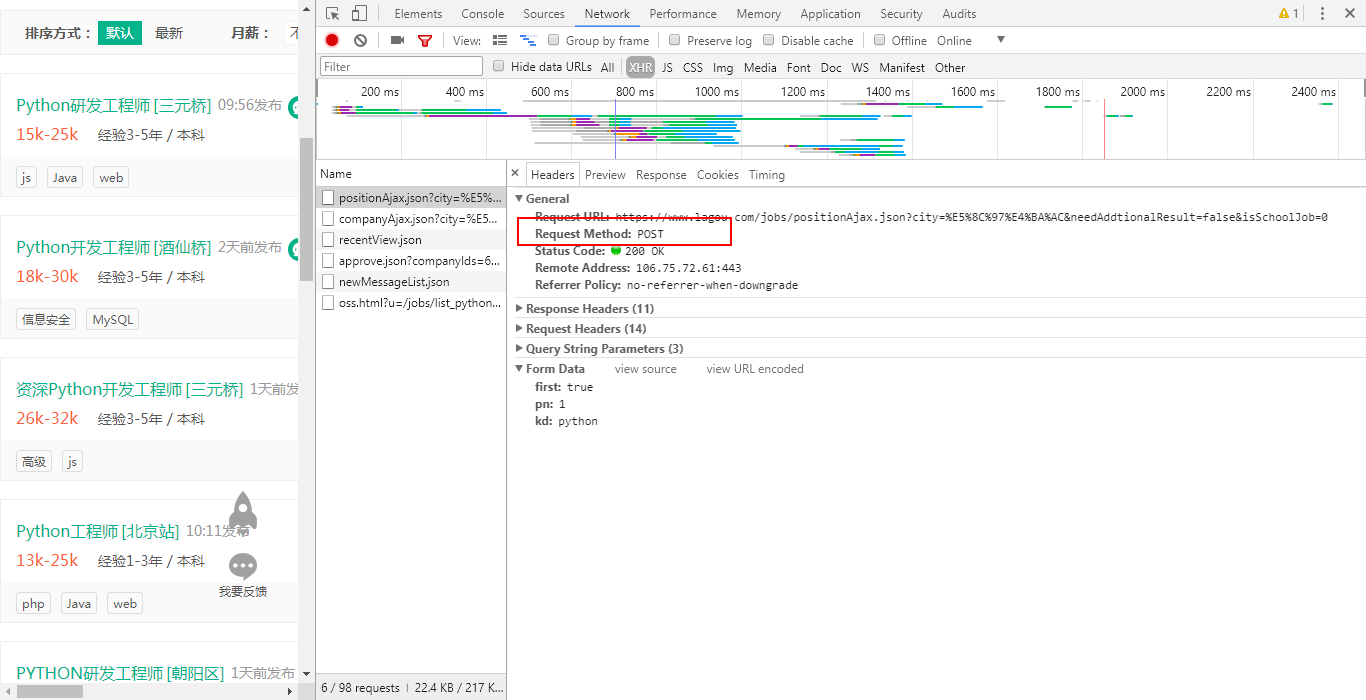 排序方式： 默认 最新 月薪：
Python研发工程师 [三元桥] 09:56发布
15k-25k 经验3-5年 / 本科
js Java web
Python开发工程师 [酒仙桥] 2天前发布
18k-30k 经验3-5年 / 本科
信息安全 MySQL
资深Python开发工程师 [三元桥] 1天前发
26k-32k 经验3-5年 / 本科
高级 js
Python工程师 [北京站] 10:11发布
13k-25k 经验1-3年 / 本科
我要反馈
php Java web
PYTHON研发工程师 [朝阳区] 1天前发布
Elements Console Sources Network Performance Memory Application Security Audits 1
View: Group by frame Preserve log Disable cache Offline Online
Filter Hide data URLs All XHR JS CSS Img Media Font Doc WS Manifest Other
200 ms 400 ms 600 ms 800 ms 1000 ms 1200 ms 1400 ms 1600 ms 1800 ms 2000 ms 2200 ms 2400 ms
Name
positionAjax.json?city=%E5%...
companyAjax.json?city=%E5...
recentView.json
approve.json?companyIds=6...
newMessageList.json
oss.html?u=/jobs/list_python...
6 / 98 requests | 22.4 KB / 217 K...
Headers Preview Response Cookies Timing
General
Request URL: https://www.lagou.com/jobs/positionAjax.json?city=%E5%8C%97%E4%BA%AC&needAddtionalResult=false&isSchoolJob=0
Request Method: POST
Status Code: 200 OK
Remote Address: 106.75.72.61:443
Referrer Policy: no-referrer-when-downgrade
Response Headers (11)
Request Headers (14)
Query String Parameters (3)
Form Data view source view URL encoded
first: true
pn: 1
kd: python